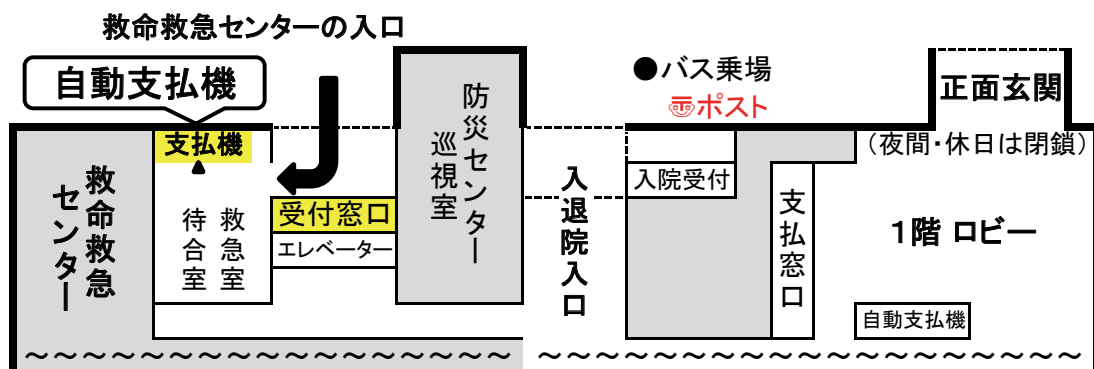 救命救急センターの入口
自動支払機
支払機
救命救急
センター
救急室
待合室
受付窓口
エレベーター
防災センター
巡視室
入退院入口
●バス乗場
〠ポスト
入院受付
支払窓口
正面玄関
（夜間・休日は閉鎖）
1階 ロビー
自動支払機